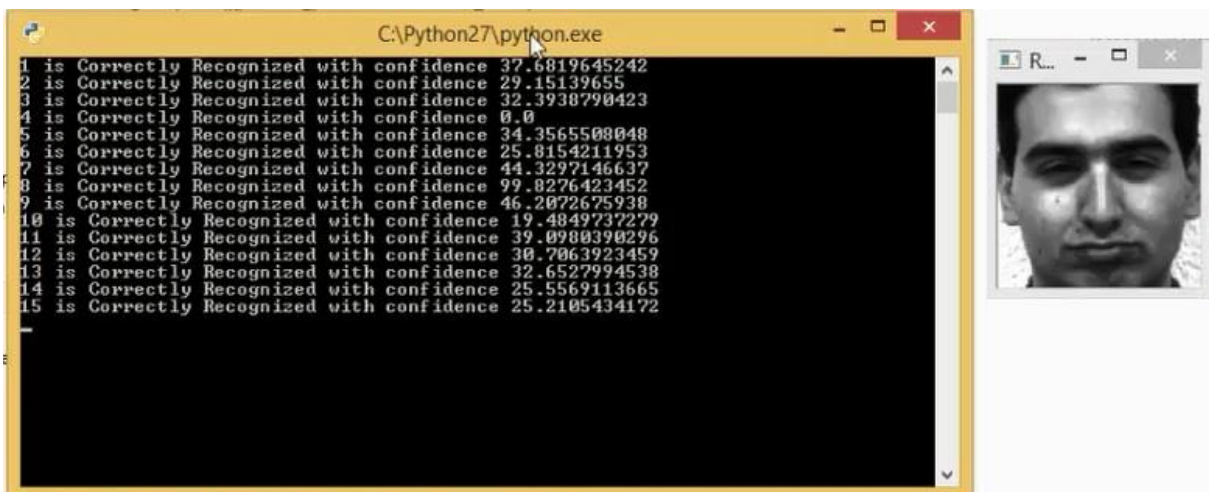 C:\Python27\python.exe
1 is Correctly Recognized with confidence 37.6819645242
2 is Correctly Recognized with confidence 29.15139655
3 is Correctly Recognized with confidence 32.3938790423
4 is Correctly Recognized with confidence 0.0
5 is Correctly Recognized with confidence 34.3565508048
6 is Correctly Recognized with confidence 25.8154211953
7 is Correctly Recognized with confidence 44.3297146637
8 is Correctly Recognized with confidence 99.8276423452
9 is Correctly Recognized with confidence 46.2072675938
10 is Correctly Recognized with confidence 19.4849737279
11 is Correctly Recognized with confidence 39.0980390296
12 is Correctly Recognized with confidence 30.7063923459
13 is Correctly Recognized with confidence 32.6527994538
14 is Correctly Recognized with confidence 25.5569113665
15 is Correctly Recognized with confidence 25.2105434172
R...